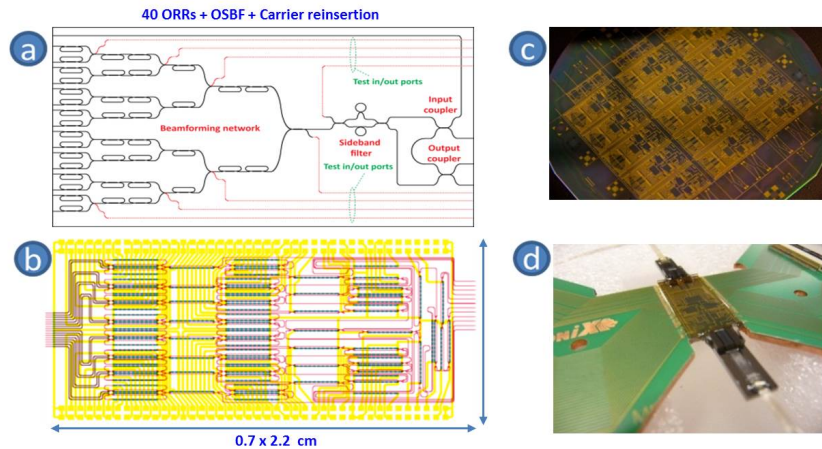 40 ORRs + OSBF + Carrier reinsertion
a
Test in/out ports
Beamforming network
Input
coupler
Sideband
filter
Output
coupler
Test in/out ports
b
0.7 x 2.2 cm
c
d